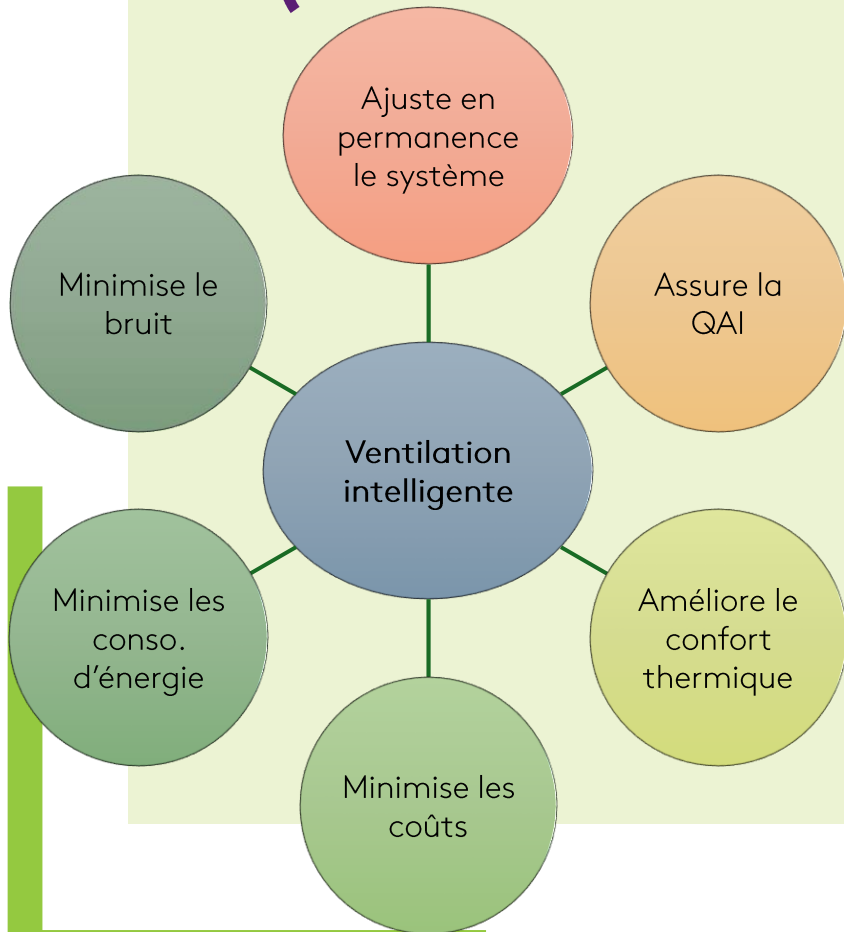 Ajuste en
permanence
le système
Minimise le
bruit
Assure la
QAI
Ventilation
intelligente
Minimise les
conso.
d’énergie
Améliore le
confort
thermique
Minimise les
coûts